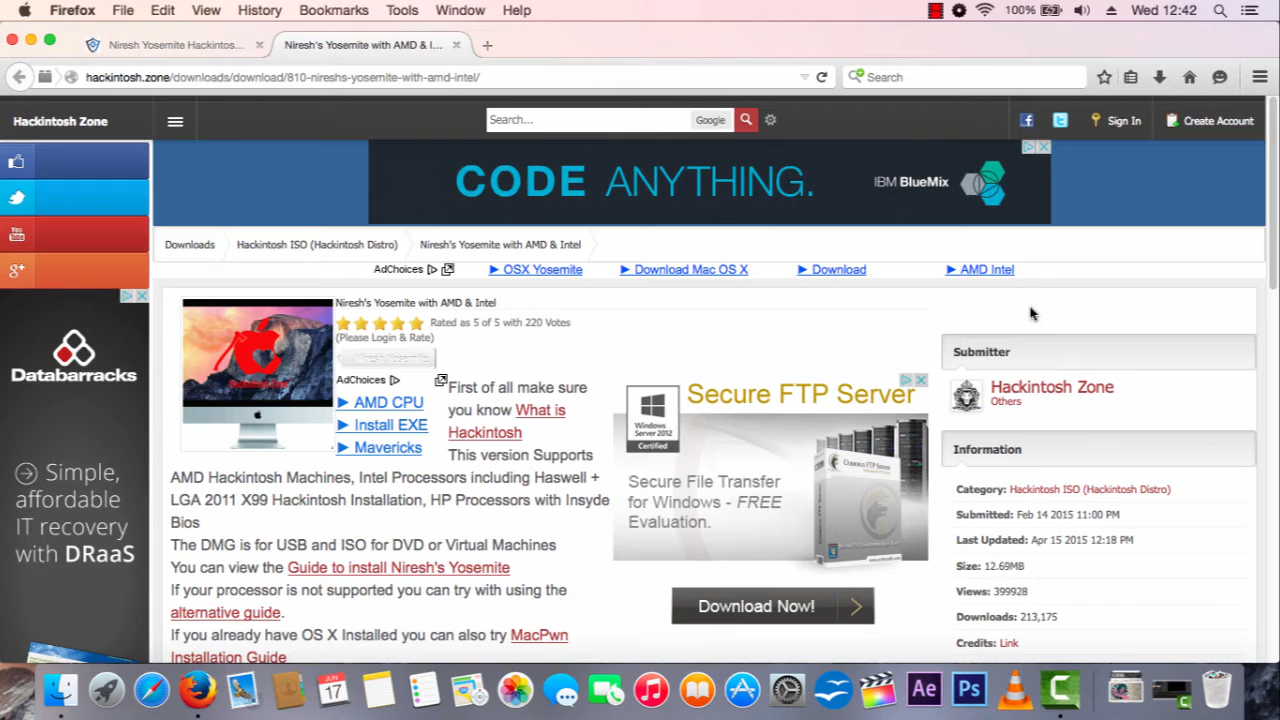 Firefox File Edit View History Bookmarks Tools Window Help 100% Wed 12:42
Niresh Yosemite Hackintos... Niresh's Yosemite with AMD & I...
hackintosh.zone/downloads/download/810-nireshs-yosemite-with-amd-intel/ Search
Hackintosh Zone Search... Google Sign In Create Account
CODE ANYTHING. IBM BlueMix
Downloads Hackintosh ISO (Hackintosh Distro) Niresh's Yosemite with AMD & Intel
AdChoices OSX Yosemite Download Mac OS X Download AMD Intel
Niresh's Yosemite with AMD & Intel
Rated as 5 of 5 with 220 Votes
(Please Login & Rate)
Niresh Yosemite
AdChoices
AMD CPU
Install EXE
Mavericks
First of all make sure
you know What is
Hackintosh
This version Supports
AMD Hackintosh Machines, Intel Processors including Haswell +
LGA 2011 X99 Hackintosh Installation, HP Processors with Insyde
Bios
The DMG is for USB and ISO for DVD or Virtual Machines
You can view the Guide to install Niresh's Yosemite
If your processor is not supported you can try with using the
alternative guide.
If you already have OS X Installed you can also try MacPwn
Installation Guide
Secure FTP Server
Windows
Server 2012
Certified
Secure File Transfer
for Windows - FREE
Evaluation.
Download Now!
Submitter
Hackintosh Zone
Others
Information
Category: Hackintosh ISO (Hackintosh Distro)
Submitted: Feb 14 2015 11:00 PM
Last Updated: Apr 15 2015 12:18 PM
Size: 12.69MB
Views: 399928
Downloads: 213,175
Credits: Link
You Tube
Databarracks
Simple,
affordable
IT recovery
with DRaaS
JUN
17
Ae
Ps